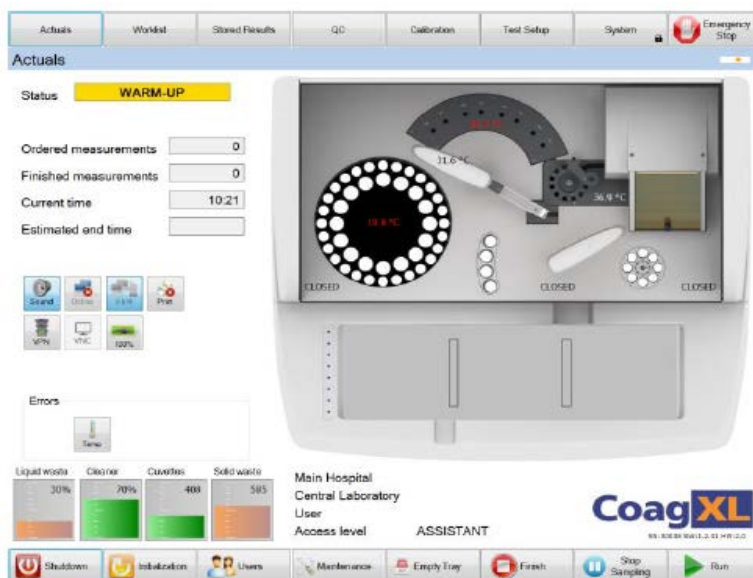 Actuals Worklist Stored Results QC Calibration Test Setup System Emergency Stop
Actuals
Status WARM-UP
Ordered measurements 0
Finished measurements 0
Current time 10:21
Estimated end time
31.6 °C
36.9 °C
CLOSED CLOSED CLOSED
Sound Online Print
VPN VNC 100%
Errors
Temp
Liquid waste Cleaner Cuvettes Solid waste
30% 70% 408 585
Main Hospital
Central Laboratory
User
Access level ASSISTANT
CoagXL
Shutdown Initialization Users Maintenance Empty Tray Finish Stop Sampling Run